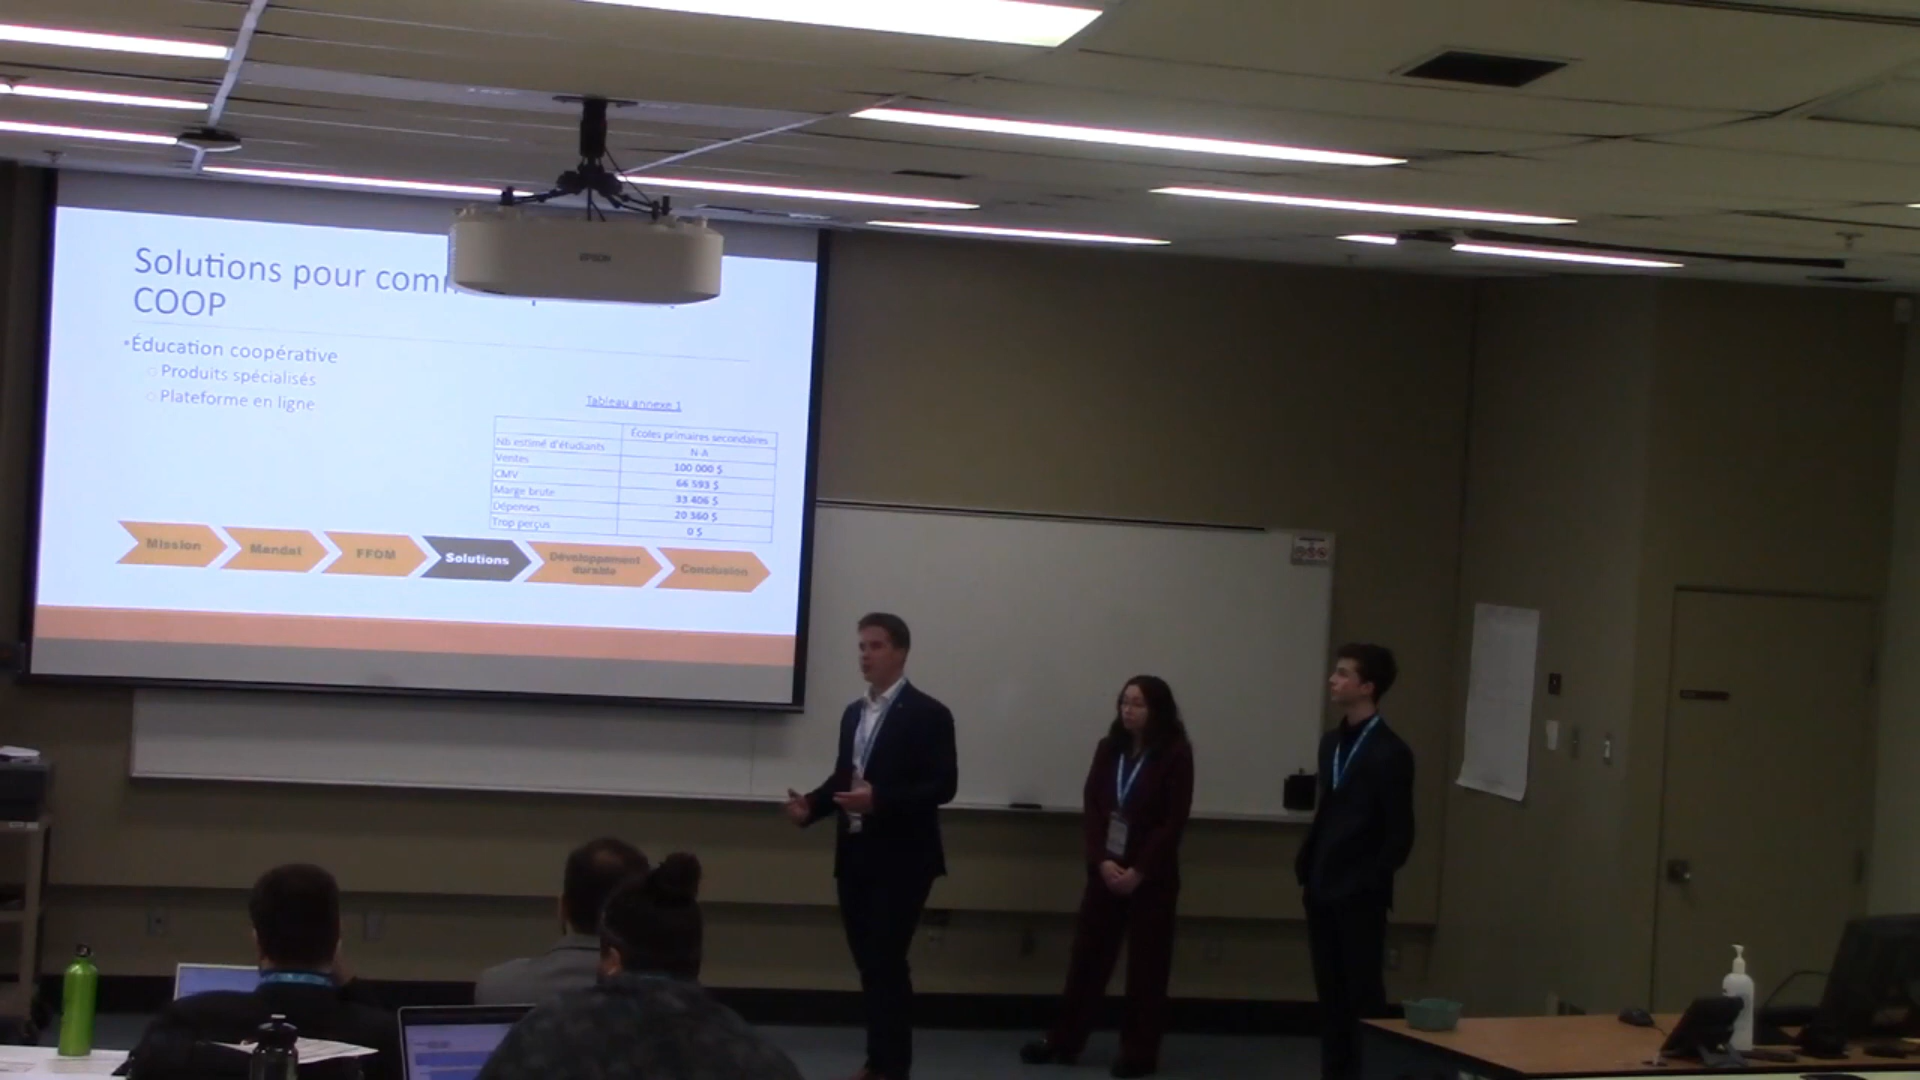 EPSON
Solutions pour com
COOP
•Éducation coopérative
○Produits spécialisés
○Plateforme en ligne
Tableau annexe 1
Écoles primaires secondaires
Nb estimé d'étudiants N-A
Ventes 100 000 $
CMV 66 593 $
Marge brute 33 406 $
Dépenses 20 360 $
Trop perçus 0 $
Mission
Mandat
FFOM
Solutions
Développement
durable
Conclusion